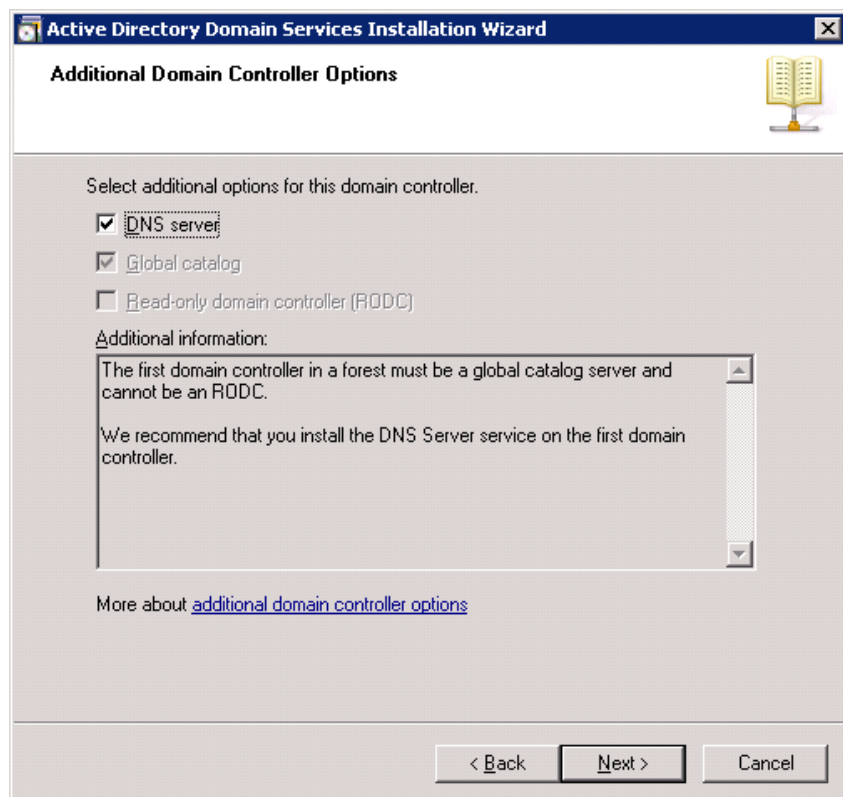 Active Directory Domain Services Installation Wizard
Additional Domain Controller Options
Select additional options for this domain controller.
DNS server
Global catalog
Read-only domain controller (RODC)
Additional information:
The first domain controller in a forest must be a global catalog server and
cannot be an RODC.
We recommend that you install the DNS Server service on the first domain
controller.
More about additional domain controller options
< Back
Next >
Cancel